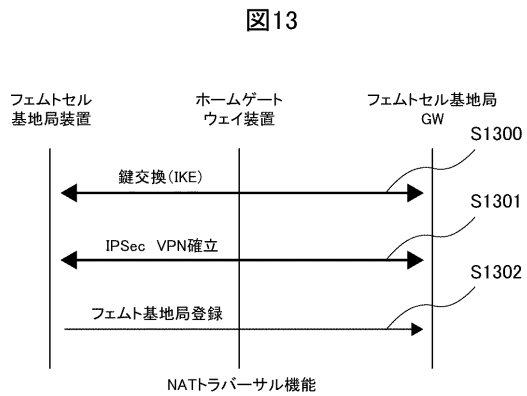 図13
フェムトセル
基地局装置
ホームゲート
ウェイ装置
フェムトセル基地局
GW
S1300
鍵交換(IKE)
S1301
IPSec VPN確立
S1302
フェムト基地局登録
NATトラバーサル機能